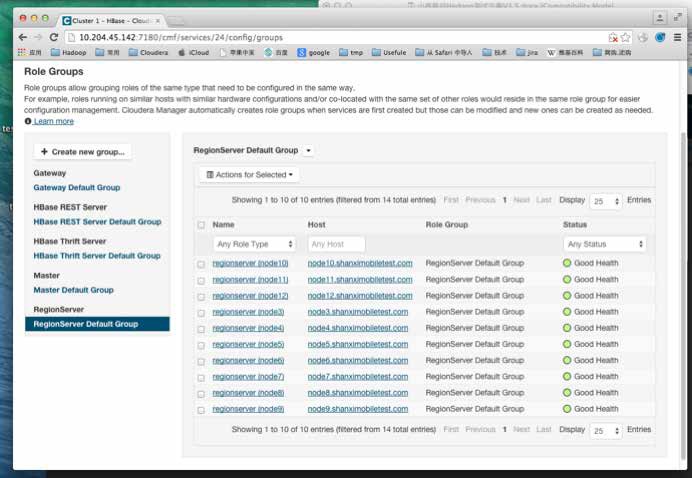 Cluster 1 – HBase – Cloudera
10.204.45.142:7180/cmf/services/24/config/groups
应用 Hadoop 常用 Cloudera iCloud 苹果中文 百度 google tmp Usefule 从 Safari 中导入 技术 jira 维基百科
Role Groups
Role groups allow grouping roles of the same type that need to be configured in the same way.
For example, roles running on similar hosts with similar hardware configurations and/or co-located with the same set of other roles would reside in the same role group for easier
configuration management. Cloudera Manager automatically creates role groups when services are first created but those can be modified and new ones can be created as needed.
Learn more
+ Create new group...
Gateway
Gateway Default Group
HBase REST Server
HBase REST Server Default Group
HBase Thrift Server
HBase Thrift Server Default Group
Master
Master Default Group
RegionServer
RegionServer Default Group
RegionServer Default Group
Actions for Selected
Showing 1 to 10 of 10 entries (filtered from 14 total entries) First Previous 1 Next Last Display 25 Entries
Name Host Role Group Status
Any Role Type Any Host Any Status
regionserver (node10) node10.shanximobiletest.com RegionServer Default Group Good Health
regionserver (node11) node11.shanximobiletest.com RegionServer Default Group Good Health
regionserver (node12) node12.shanximobiletest.com RegionServer Default Group Good Health
regionserver (node3) node3.shanximobiletest.com RegionServer Default Group Good Health
regionserver (node4) node4.shanximobiletest.com RegionServer Default Group Good Health
regionserver (node5) node5.shanximobiletest.com RegionServer Default Group Good Health
regionserver (node6) node6.shanximobiletest.com RegionServer Default Group Good Health
regionserver (node7) node7.shanximobiletest.com RegionServer Default Group Good Health
regionserver (node8) node8.shanximobiletest.com RegionServer Default Group Good Health
regionserver (node9) node9.shanximobiletest.com RegionServer Default Group Good Health
Showing 1 to 10 of 10 entries (filtered from 14 total entries) First Previous 1 Next Last Display 25 Entries